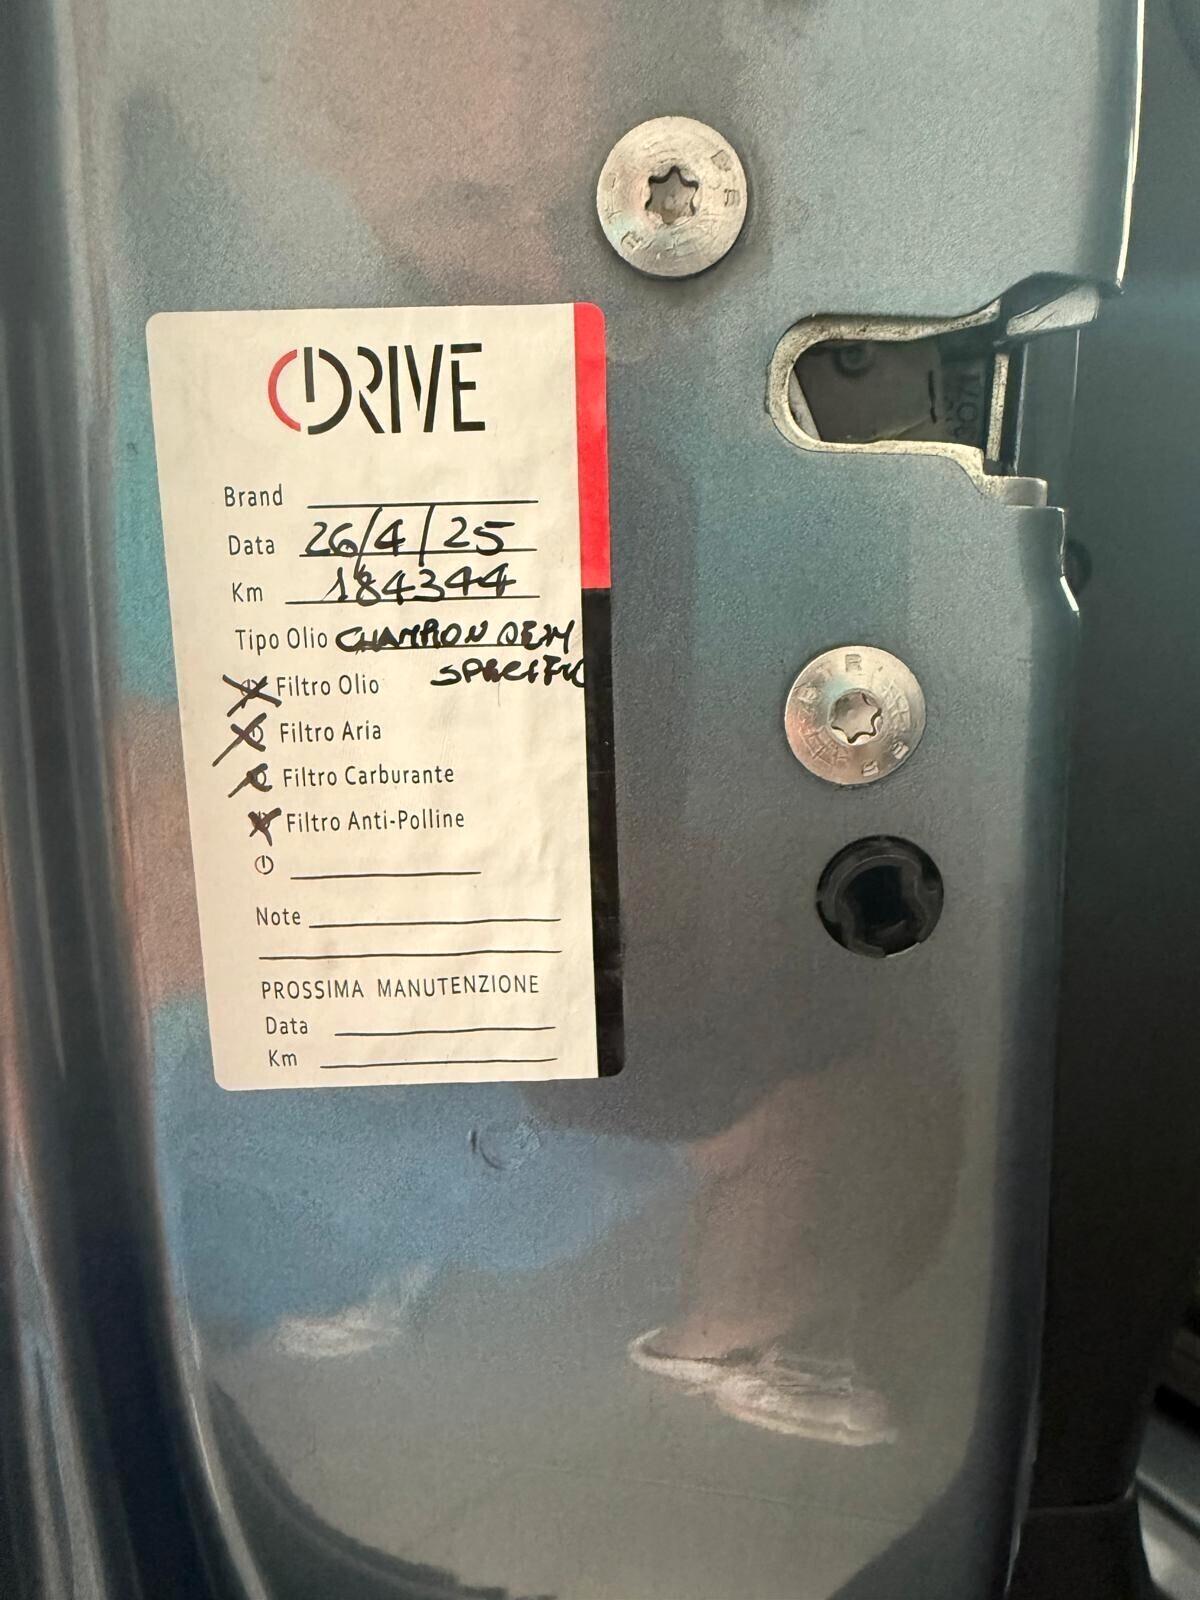 DRIVE
Brand
Data 26/4/25
Km 184344
Tipo Olio CHAMPION OEM
SPECIFIC
Filtro Olio
Filtro Aria
Filtro Carburante
Filtro Anti-Polline
Note
PROSSIMA MANUTENZIONE
Data
Km